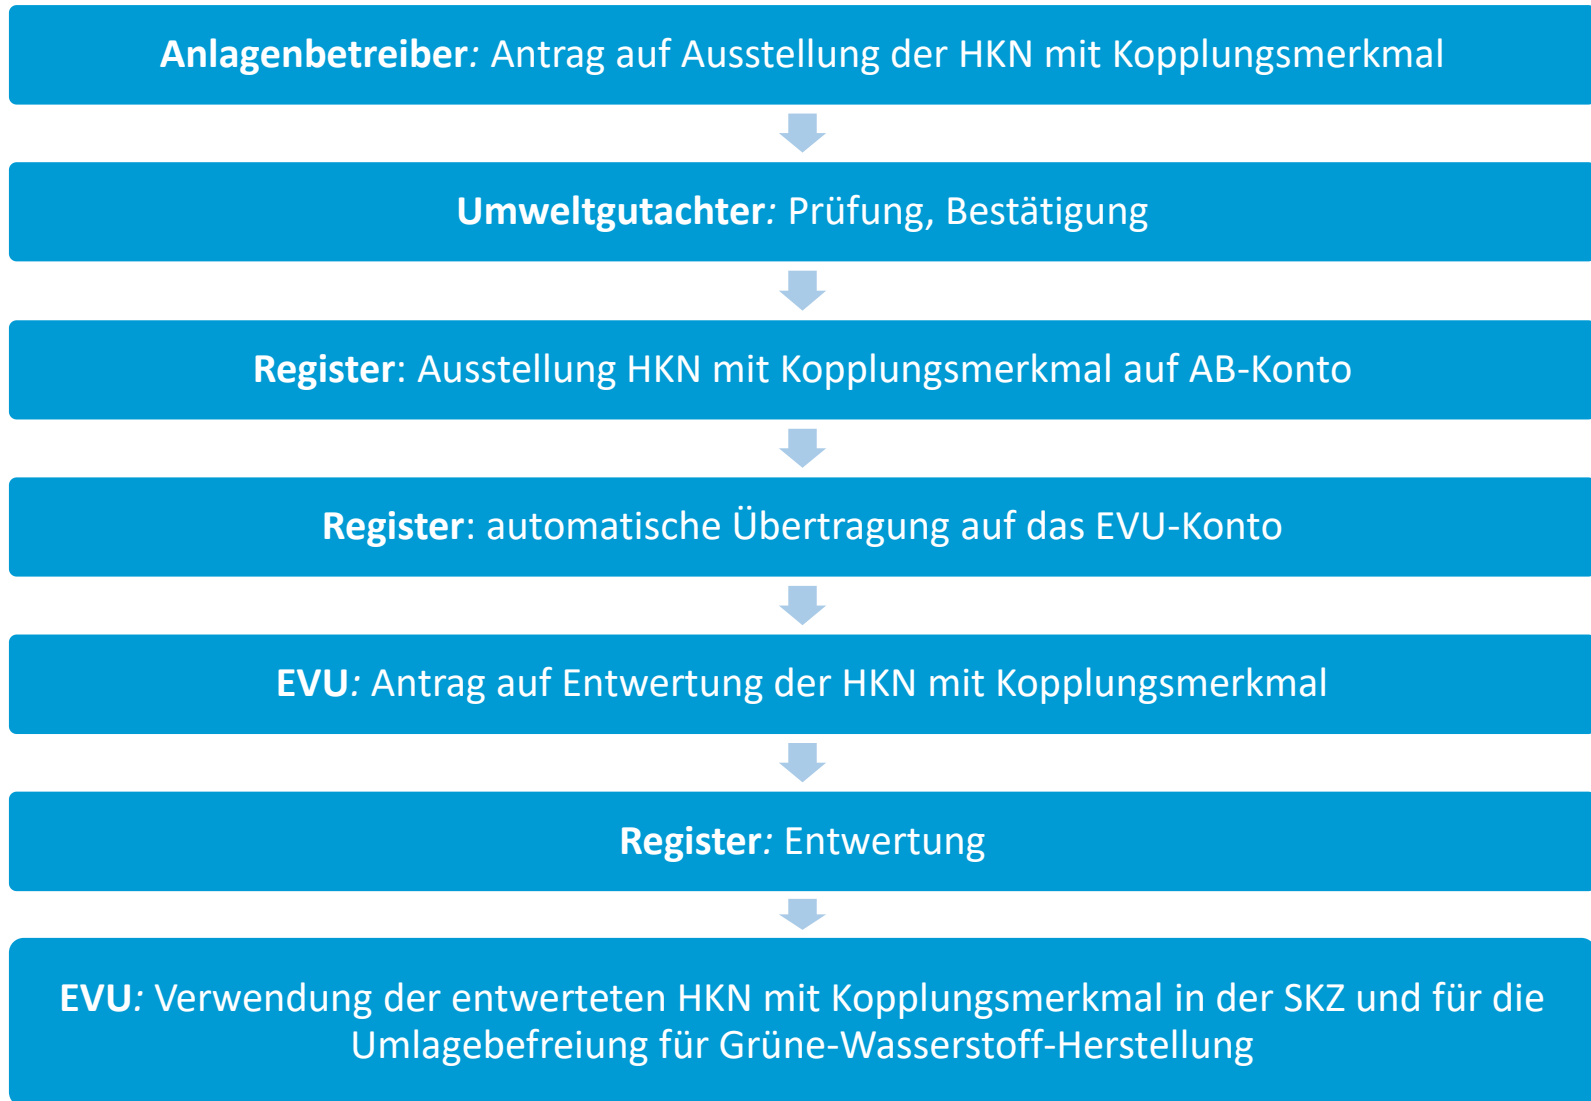 Anlagenbetreiber: Antrag auf Ausstellung der HKN mit Kopplungsmerkmal
Umweltgutachter: Prüfung, Bestätigung
Register: Ausstellung HKN mit Kopplungsmerkmal auf AB-Konto
Register: automatische Übertragung auf das EVU-Konto
EVU: Antrag auf Entwertung der HKN mit Kopplungsmerkmal
Register: Entwertung
EVU: Verwendung der entwerteten HKN mit Kopplungsmerkmal in der SKZ und für die
Umlagebefreiung für Grüne-Wasserstoff-Herstellung